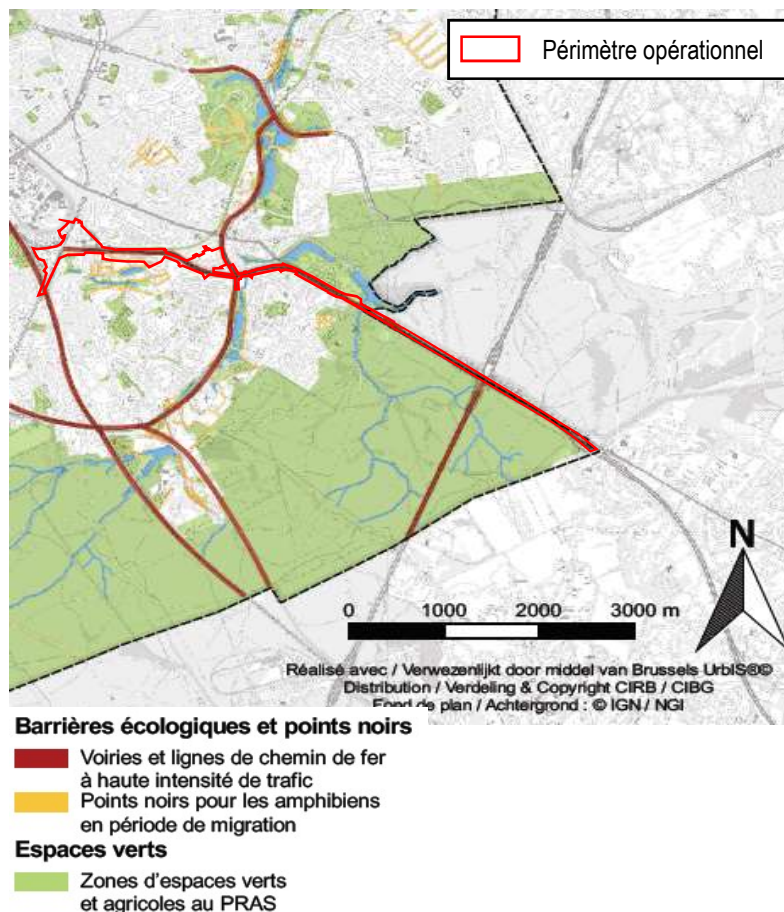 Périmètre opérationnel
N
0 1000 2000 3000 m
Réalisé avec / Verwezenlijkt door middel van Brussels UrbIS®©
Distribution / Verdeling & Copyright CIRB / CIBG
Fond de plan / Achtergrond : © IGN / NGI
Barrières écologiques et points noirs
Voiries et lignes de chemin de fer
à haute intensité de trafic
Points noirs pour les amphibiens
en période de migration
Espaces verts
Zones d'espaces verts
et agricoles au PRAS